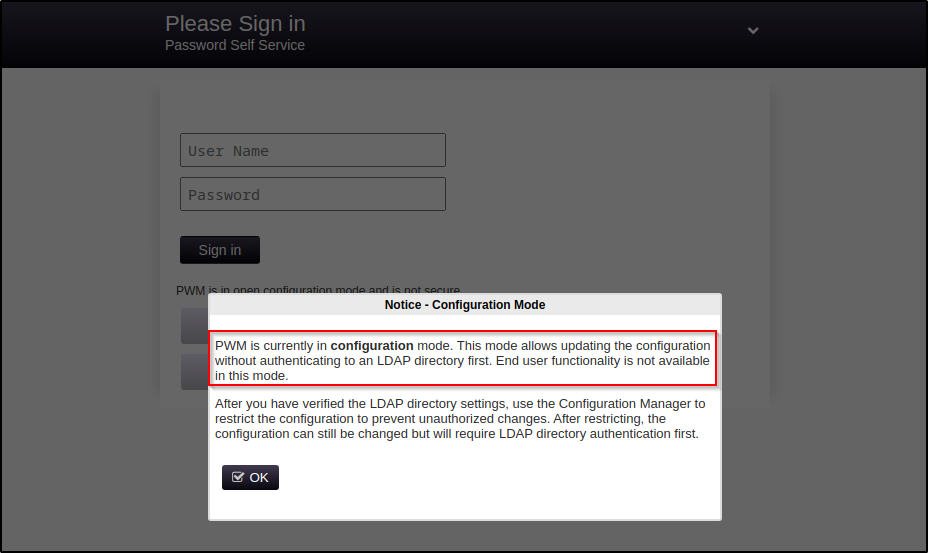 Please Sign in
Password Self Service
User Name
Password
Sign in
PWM is in open configuration mode and is not secure
Notice - Configuration Mode
PWM is currently in configuration mode. This mode allows updating the configuration
without authenticating to an LDAP directory first. End user functionality is not available
in this mode.
After you have verified the LDAP directory settings, use the Configuration Manager to
restrict the configuration to prevent unauthorized changes. After restricting, the
configuration can still be changed but will require LDAP directory authentication first.
OK